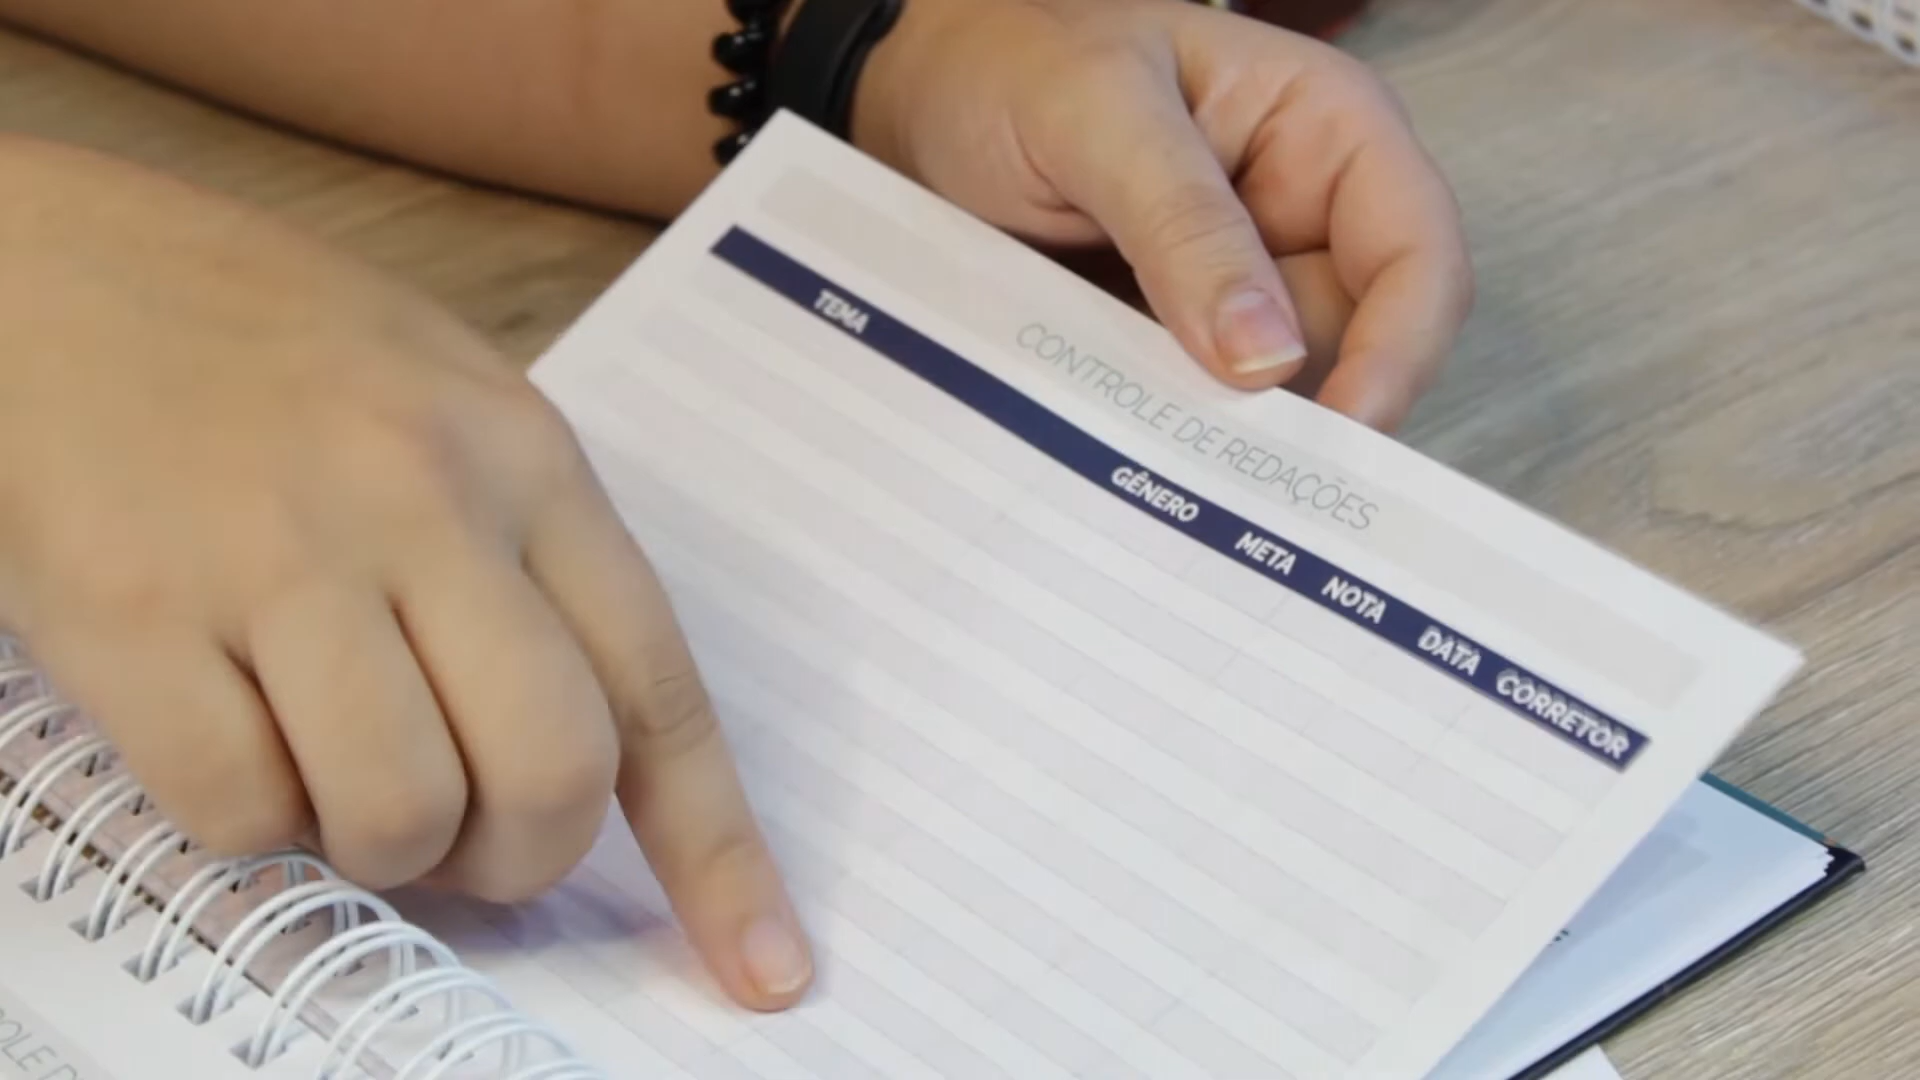 CONTROLE DE REDAÇÕES
TEMA GÊNERO META NOTA DATA CORRETOR